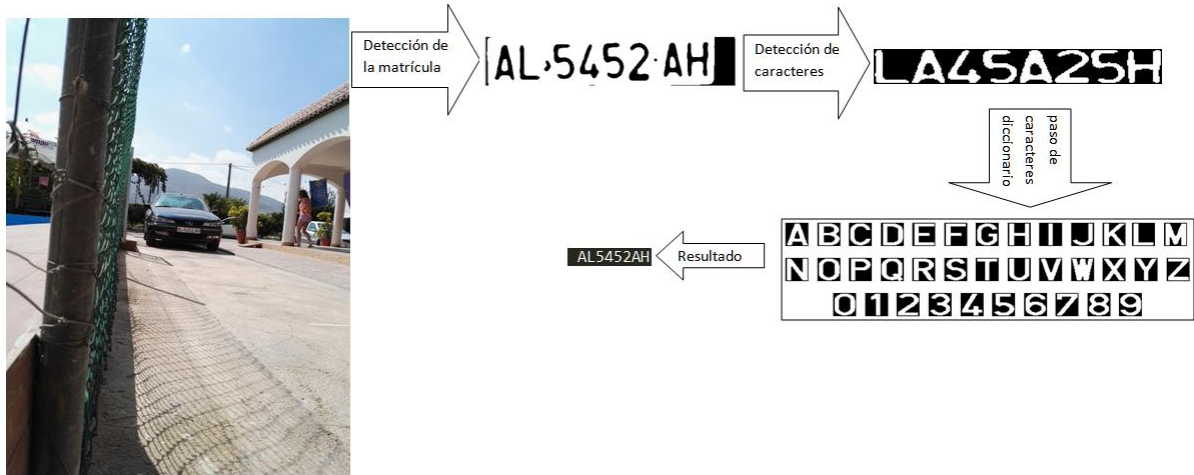 Detección de
la matrícula
AL,5452·AH
Detección de
caracteres
LA45A25H
paso de
caracteres
diccionario
ABCDEFGHIJKLM
NOPQRSTUVWXYZ
0123456789
Resultado
AL5452AH